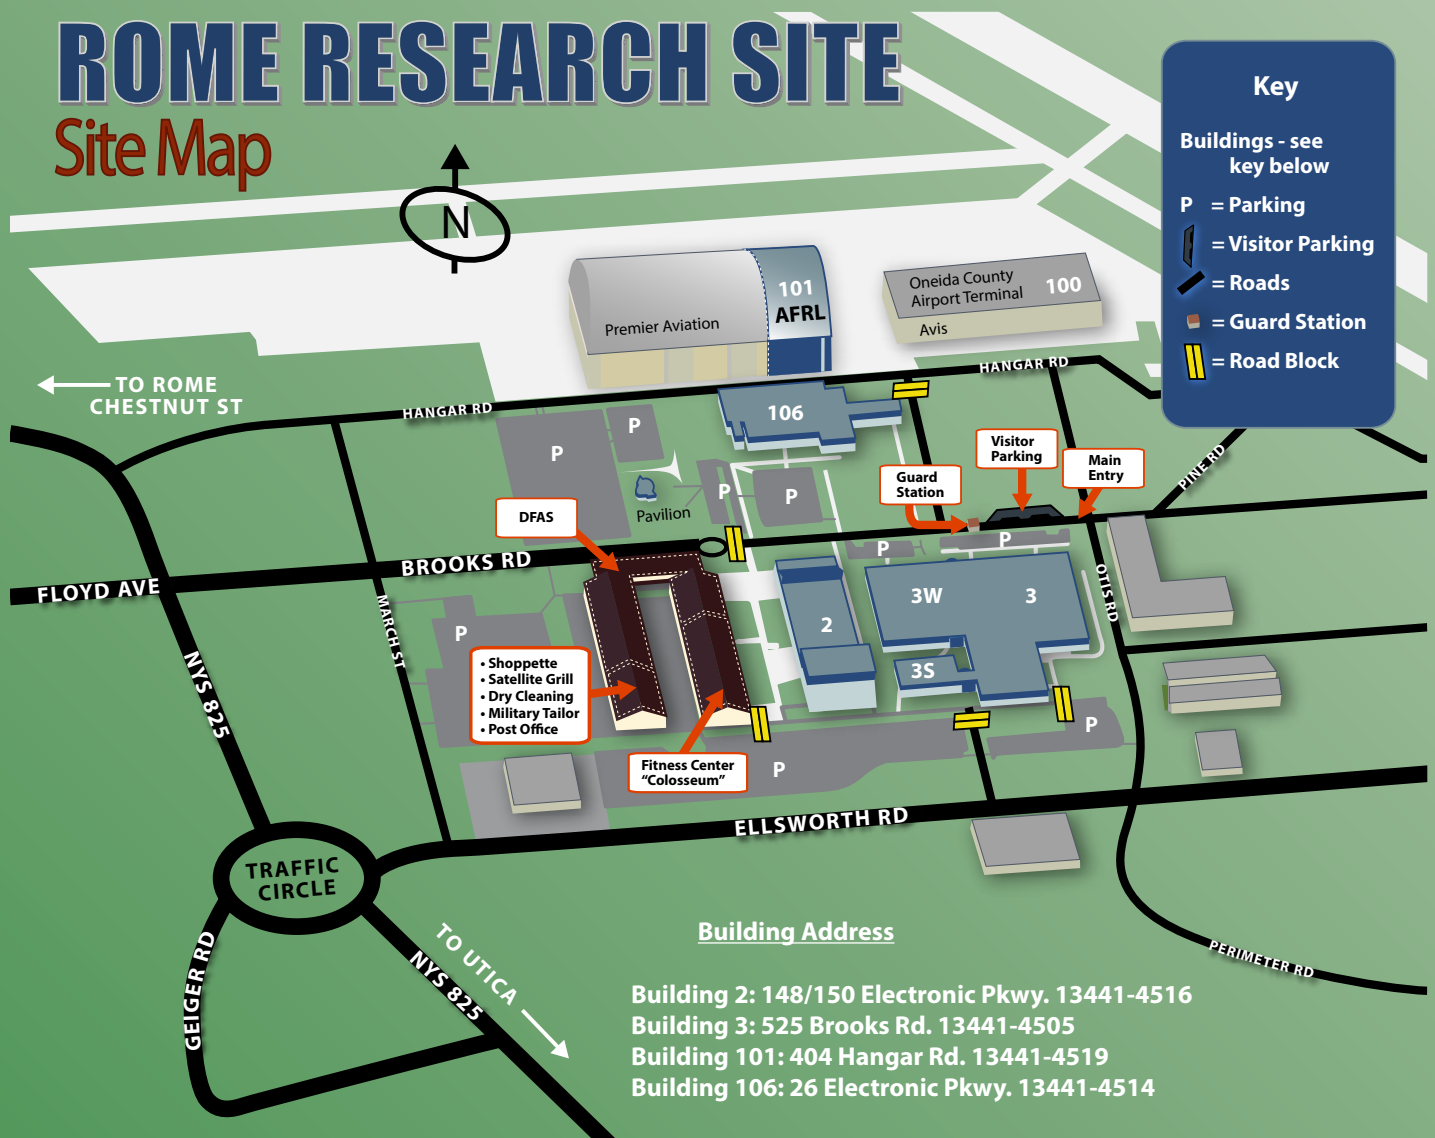 ROME RESEARCH SITE
Site Map
N
Key
Buildings - see
key below
P = Parking
= Visitor Parking
= Roads
= Guard Station
= Road Block
Premier Aviation
101
AFRL
Oneida County
Airport Terminal
100
Avis
TO ROME
CHESTNUT ST
HANGAR RD
HANGAR RD
106
P
P
P
P
Pavilion
Visitor
Parking
Main
Entry
Guard
Station
PINE RD
DFAS
BROOKS RD
FLOYD AVE
P
P
MARCH ST
OTIS RD
P
2
3W
3
3S
• Shoppette
• Satellite Grill
• Dry Cleaning
• Military Tailor
• Post Office
NYS 825
Fitness Center
"Colosseum"
P
P
ELLSWORTH RD
TRAFFIC
CIRCLE
GEIGER RD
TO UTICA
NYS 825
PERIMETER RD
Building Address
Building 2: 148/150 Electronic Pkwy. 13441-4516
Building 3: 525 Brooks Rd. 13441-4505
Building 101: 404 Hangar Rd. 13441-4519
Building 106: 26 Electronic Pkwy. 13441-4514